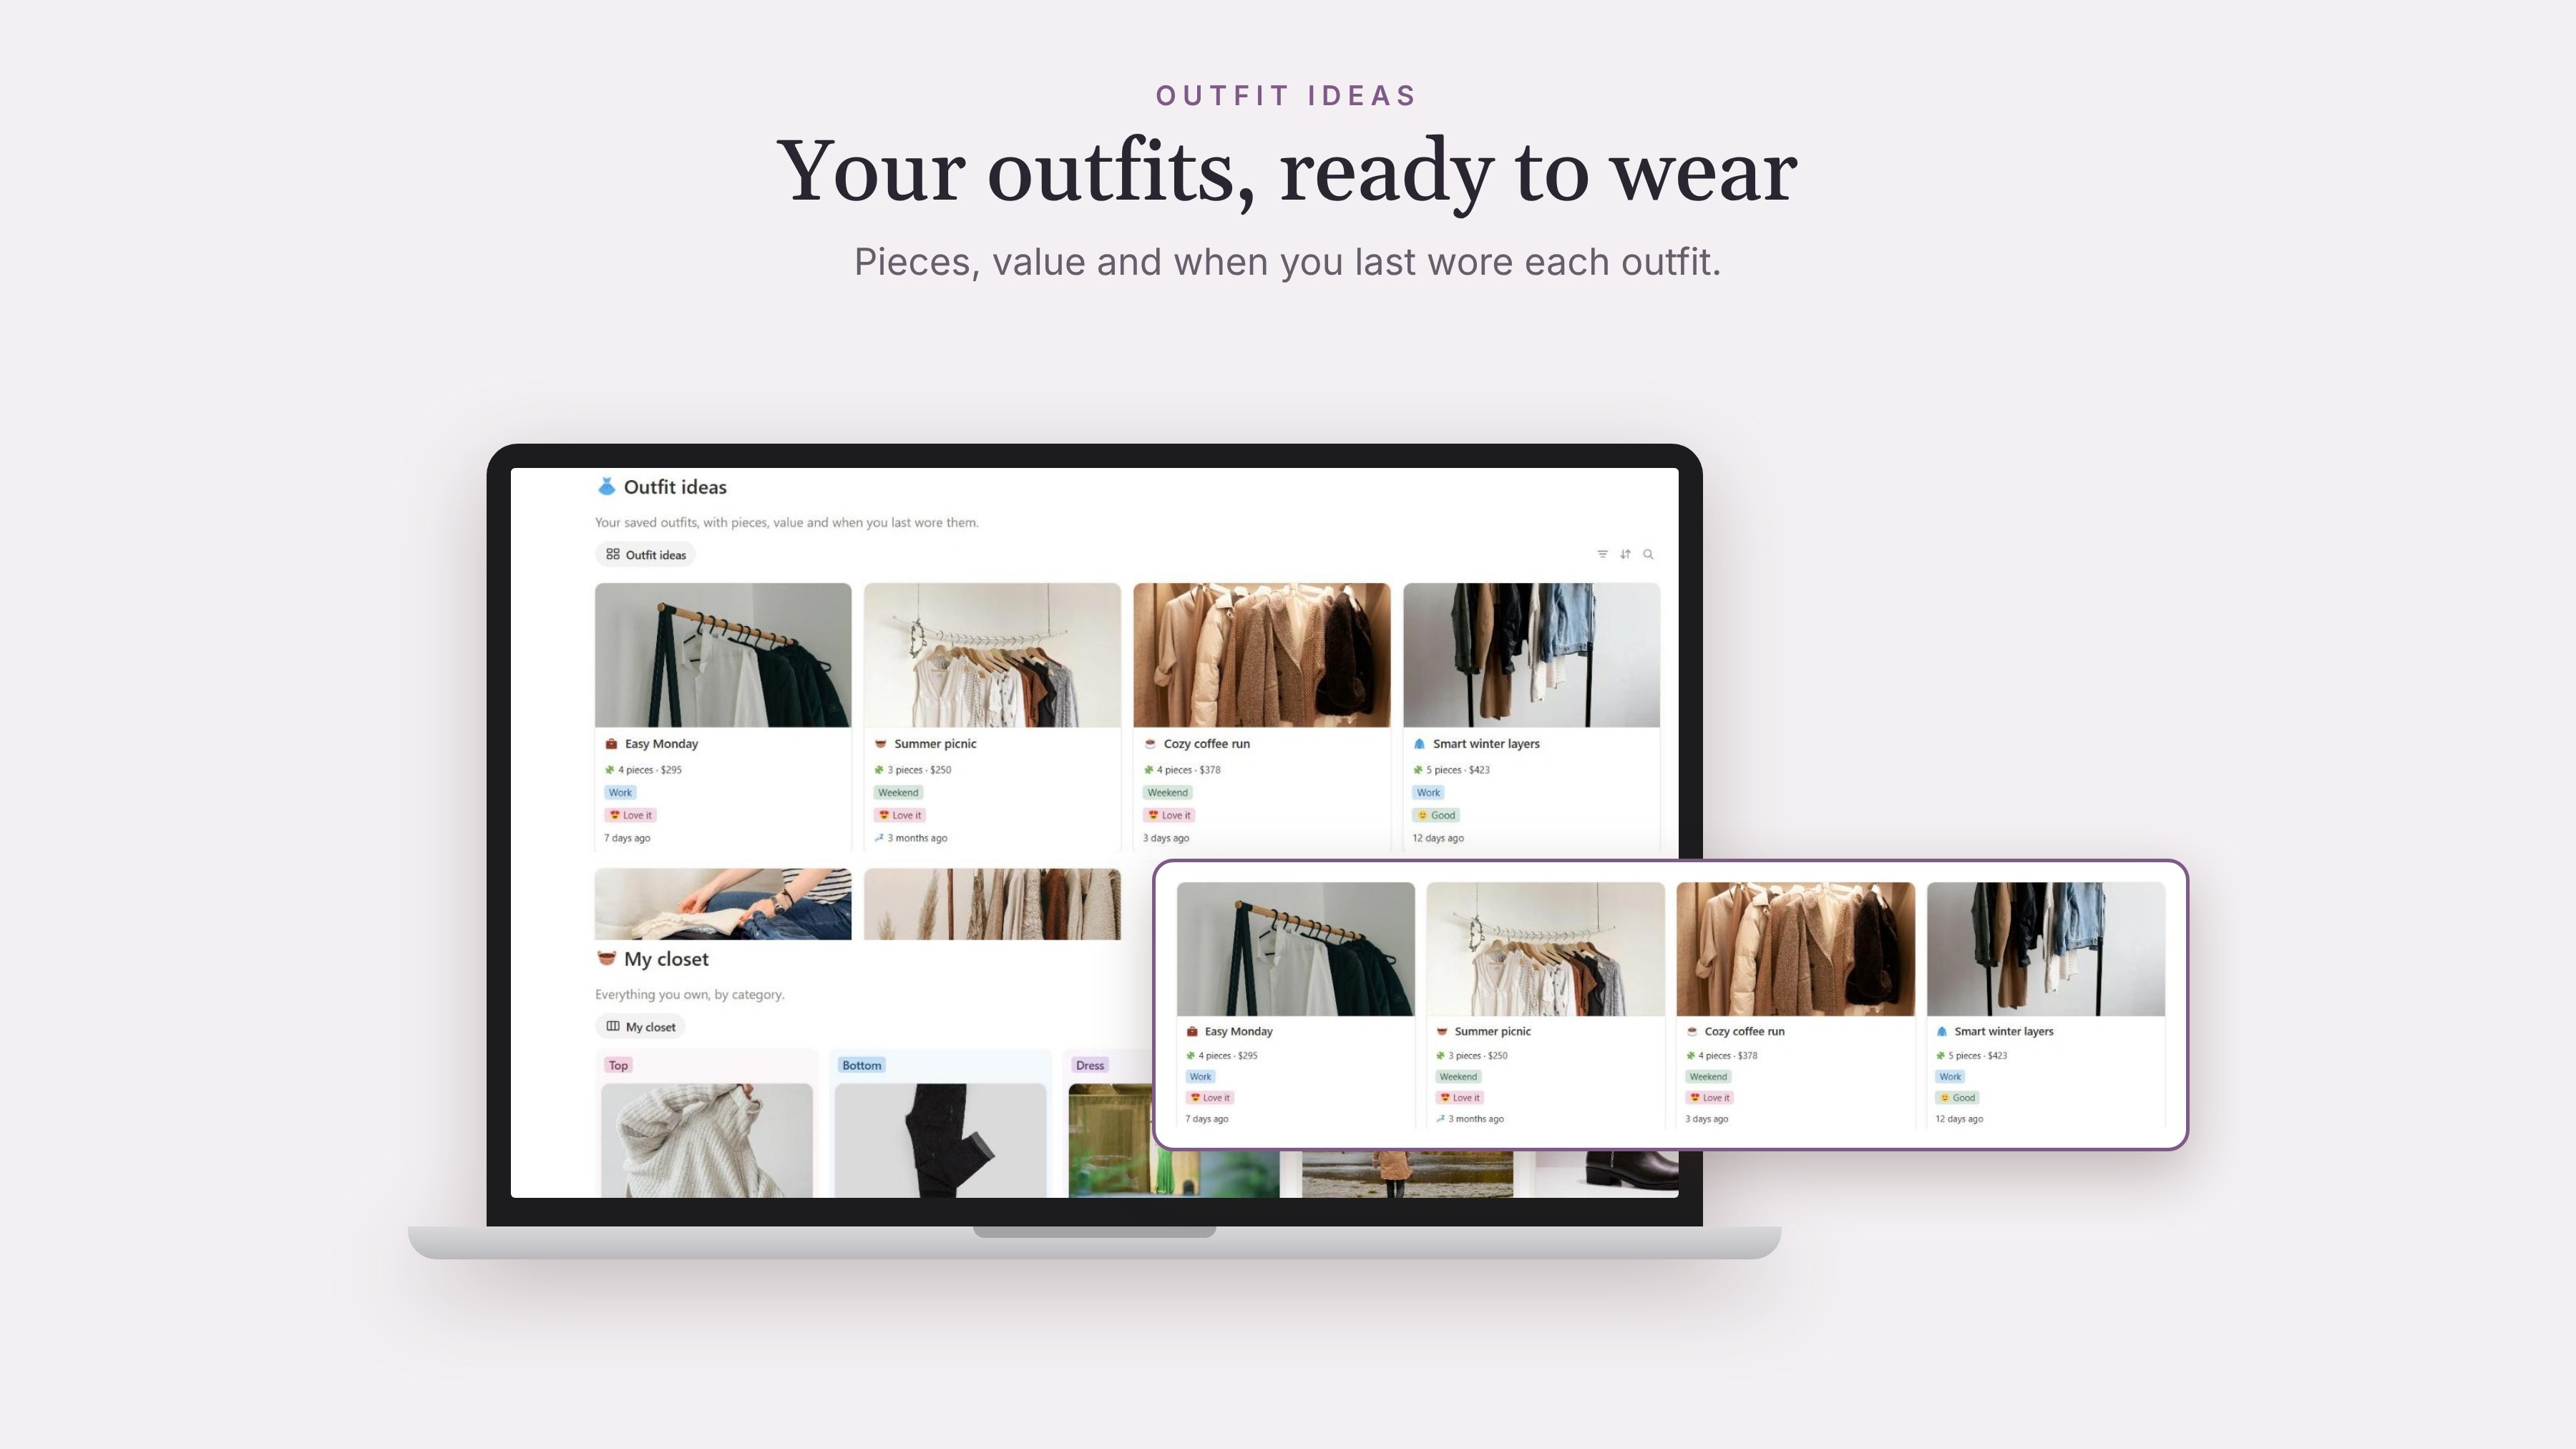 OUTFIT IDEAS
Your outfits, ready to wear
Pieces, value and when you last wore each outfit.
Outfit ideas
Your saved outfits, with pieces, value and when you last wore them.
Outfit ideas
Easy Monday
4 pieces · $295
Work
Love it
7 days ago
Summer picnic
3 pieces · $250
Weekend
Love it
3 months ago
Cozy coffee run
4 pieces · $378
Weekend
Love it
3 days ago
Smart winter layers
5 pieces · $423
Work
Good
12 days ago
My closet
Everything you own, by category.
My closet
Top
Bottom
Dress
Easy Monday
4 pieces · $295
Work
Love it
7 days ago
Summer picnic
3 pieces · $250
Weekend
Love it
3 months ago
Cozy coffee run
4 pieces · $378
Weekend
Love it
3 days ago
Smart winter layers
5 pieces · $423
Work
Good
12 days ago